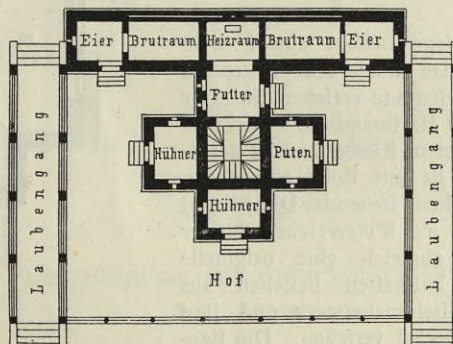 Eier Brutraum Heizraum Brutraum Eier
Futter
Hühner Puten
Hühner
Laubengang
Laubengang
Hof